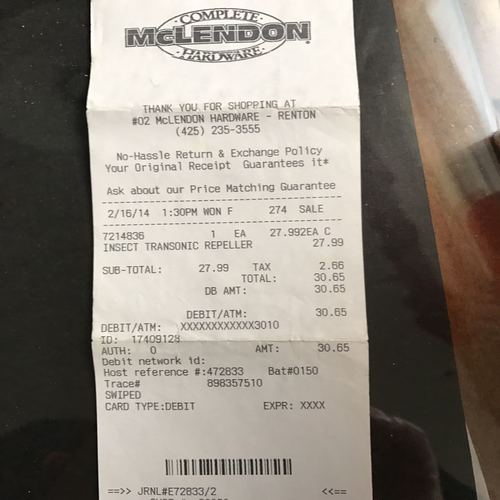 COMPLETE
McLENDON
HARDWARE
THANK YOU FOR SHOPPING AT
#02 McLENDON HARDWARE - RENTON
(425) 235-3555
No-Hassle Return & Exchange Policy
Your Original Receipt Guarantees it*
Ask about our Price Matching Guarantee
2/16/14 1:30PM WON F 274 SALE
7214836 1 EA 27.992EA C
INSECT TRANSONIC REPELLER 27.99
SUB-TOTAL: 27.99 TAX 2.66
TOTAL: 30.65
DB AMT: 30.65
DEBIT/ATM: 30.65
DEBIT/ATM: XXXXXXXXXXXX3010
ID: 17409128
AUTH: 0 AMT: 30.65
Debit network id:
Host reference #:472833 Bat#0150
Trace# 898357510
SWIPED
CARD TYPE:DEBIT EXPR: XXXX
==>> JRNL#E72833/2 <<==